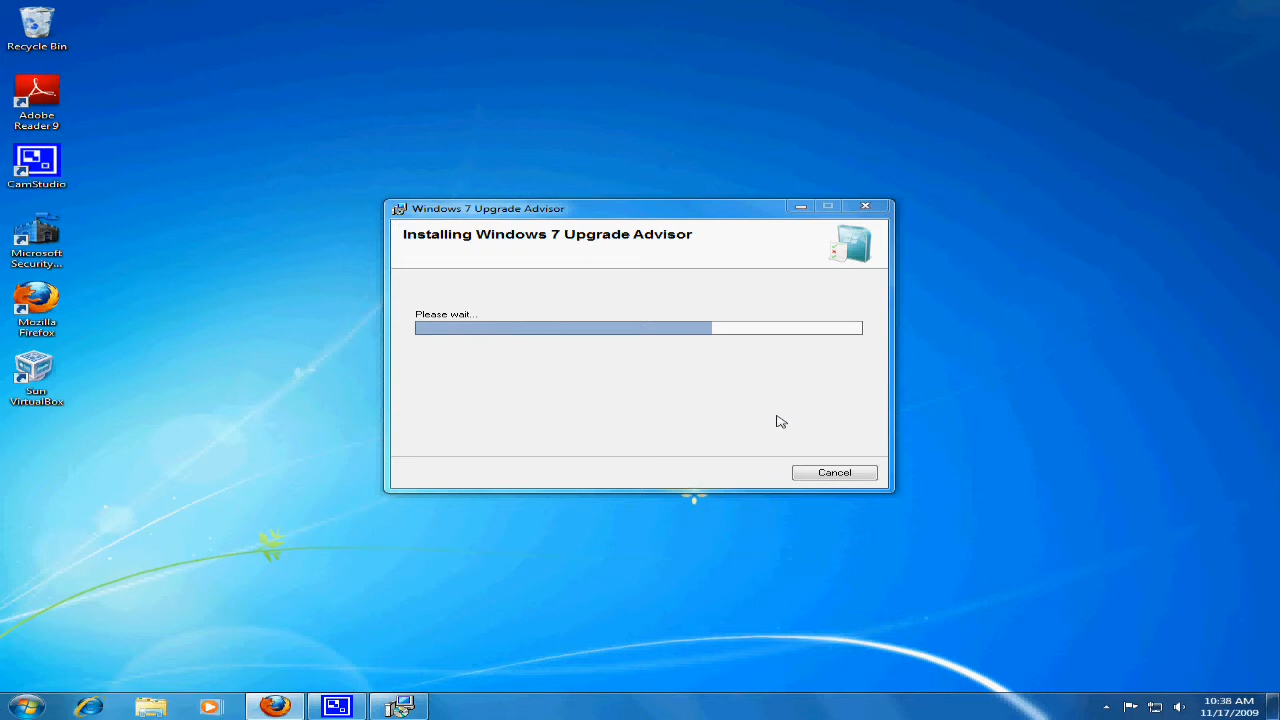 Recycle Bin
Adobe
Reader 9
CamStudio
Microsoft
Security...
Mozilla
Firefox
Sun
VirtualBox
Windows 7 Upgrade Advisor
Installing Windows 7 Upgrade Advisor
Please wait...
Cancel
10:38 AM
11/17/2009